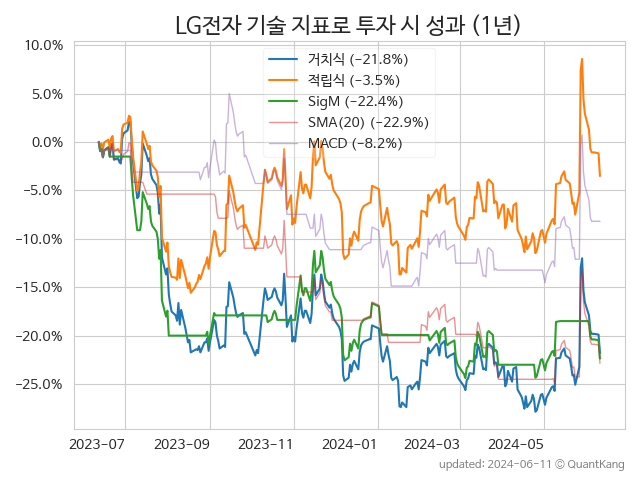 LG전자 기술 지표로 투자 시 성과 (1년)
10.0%
5.0%
0.0%
−5.0%
−10.0%
−15.0%
−20.0%
−25.0%
거치식 (−21.8%)
적립식 (−3.5%)
SigM (−22.4%)
SMA(20) (−22.9%)
MACD (−8.2%)
2023−07
2023−09
2023−11
2024−01
2024−03
2024−05
updated: 2024-06-11 © QuantKang